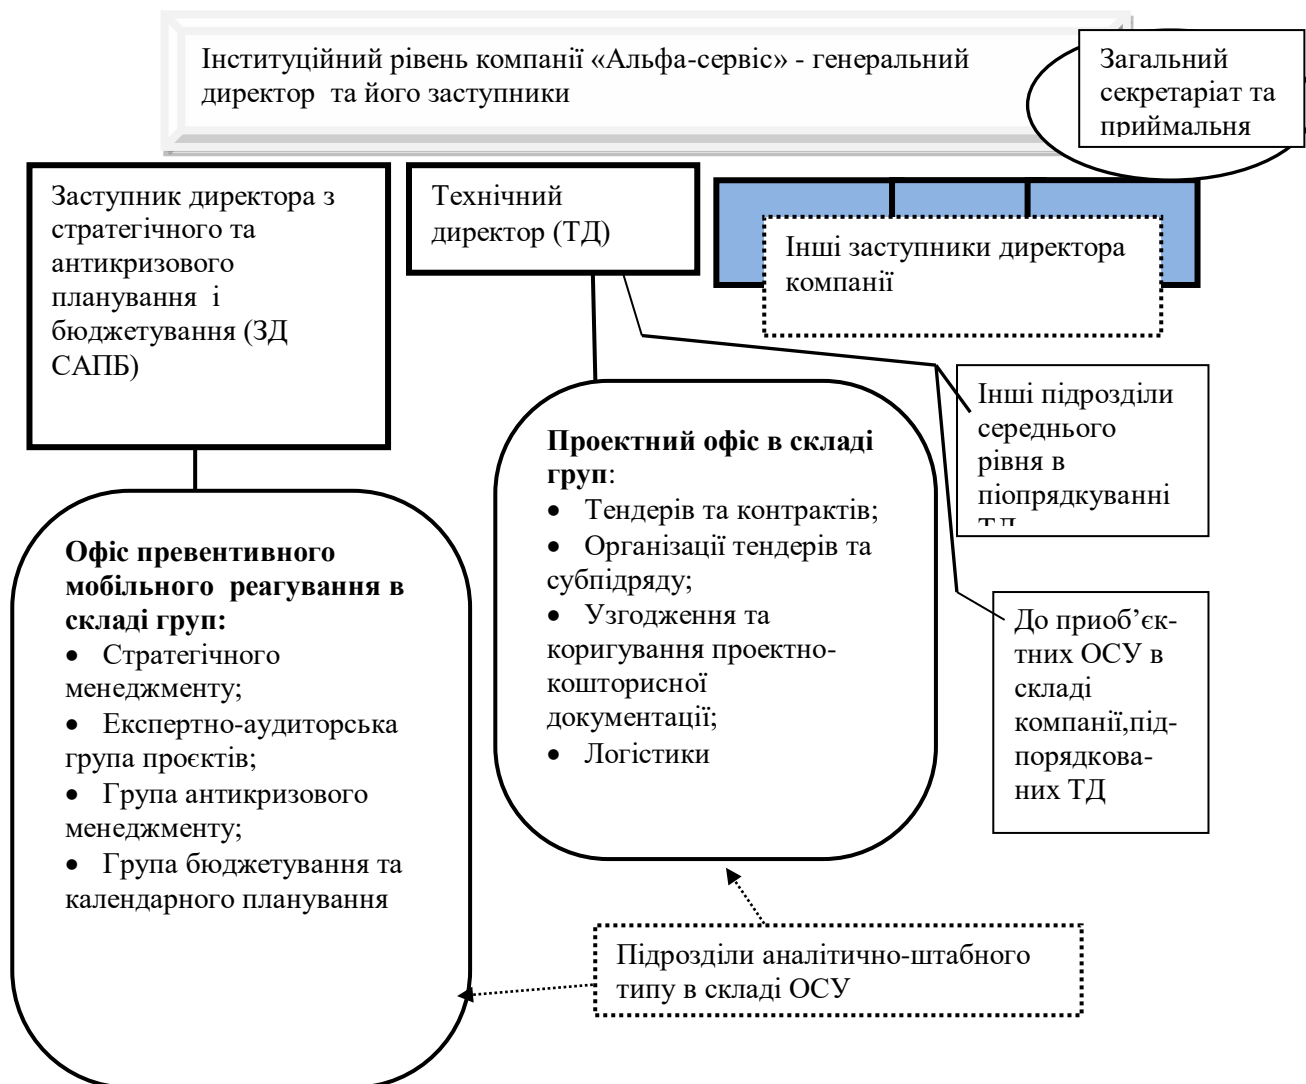 Інституційний рівень компанії «Альфа-сервіс» - генеральний
директор та його заступники
Загальний
секретаріат та
приймальня
Заступник директора з
стратегічного та
антикризового
планування і
бюджетування (ЗД
САПБ)
Технічний
директор (ТД)
Інші заступники директора
компанії
Інші підрозділи
середнього
рівня в
піопрядкуванні
ТД
Проектний офіс в складі
груп:
• Тендерів та контрактів;
• Організації тендерів та
субпідряду;
• Узгодження та
коригування проектно-
кошторисної
документації;
• Логістики
Офіс превентивного
мобільного реагування в
складі груп:
• Стратегічного
менеджменту;
• Експертно-аудиторська
група проєктів;
• Група антикризового
менеджменту;
• Група бюджетування та
календарного планування
До приоб’єк-
тних ОСУ в
складі
компанії,під-
порядкова-
них ТД
Підрозділи аналітично-штабного
типу в складі ОСУ